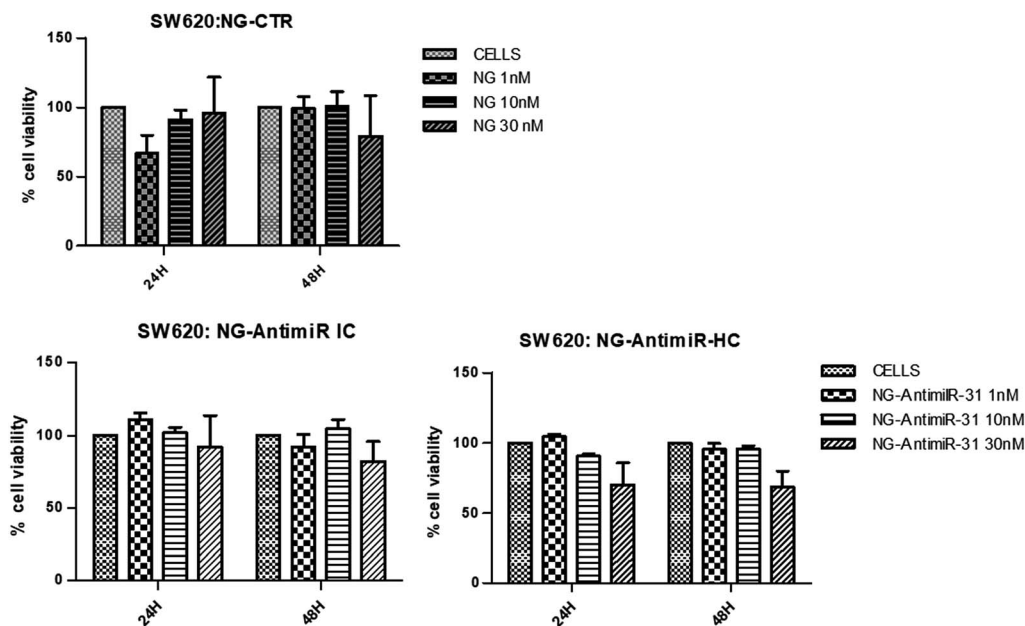 SW620:NG-CTR
150
100
50
0
% cell viability
24H
48H
CELLS
NG 1nM
NG 10nM
NG 30 nM
SW620: NG-AntimiR IC
150
100
50
0
% cell viability
24H
48H
SW620: NG-AntimiR-HC
150
100
50
0
% cell viability
24H
48H
CELLS
NG-AntimilR-31 1nM
NG-AntimiR-31 10nM
NG-AntimiR-31 30nM